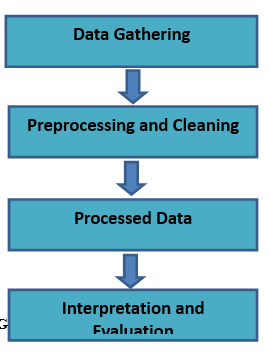 Data Gathering
Preprocessing and Cleaning
Processed Data
Interpretation and
Evaluation
G